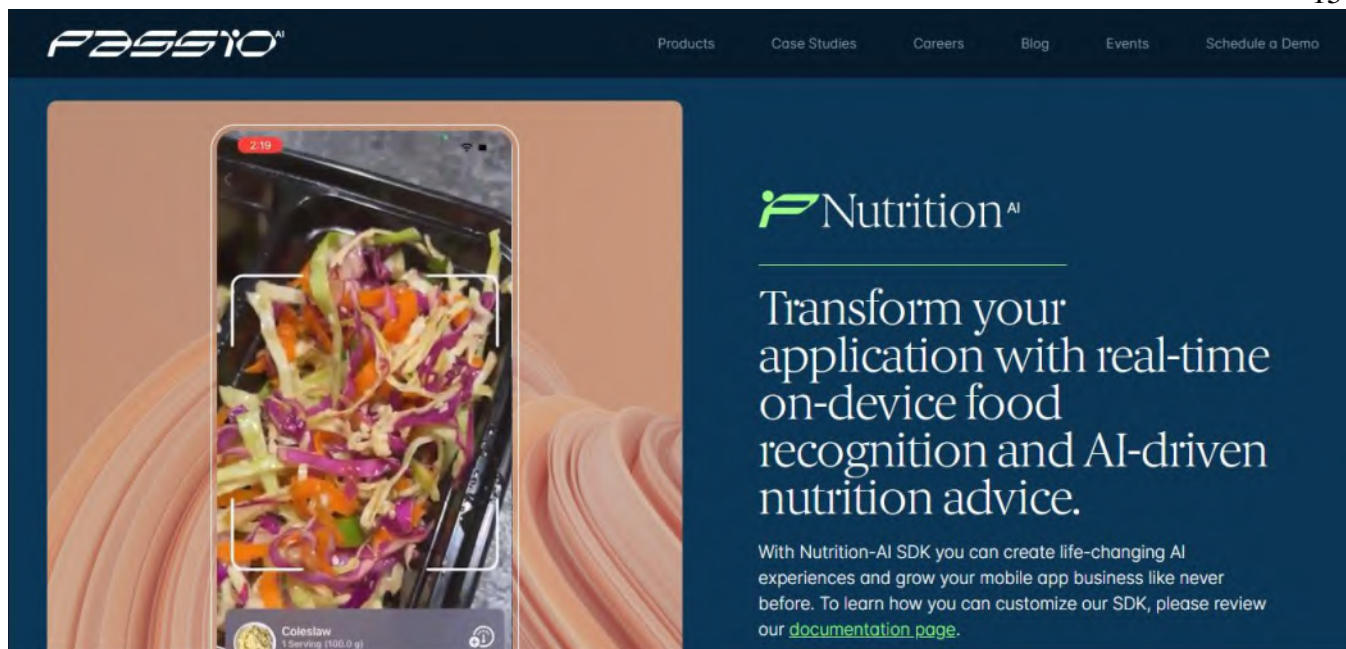 PASSIO AI
Products Case Studies Careers Blog Events Schedule a Demo
2:19
Coleslaw
1 Serving (100.0 g)
Nutrition AI
Transform your
application with real-time
on-device food
recognition and AI-driven
nutrition advice.
With Nutrition-AI SDK you can create life-changing AI
experiences and grow your mobile app business like never
before. To learn how you can customize our SDK, please review
our documentation page.